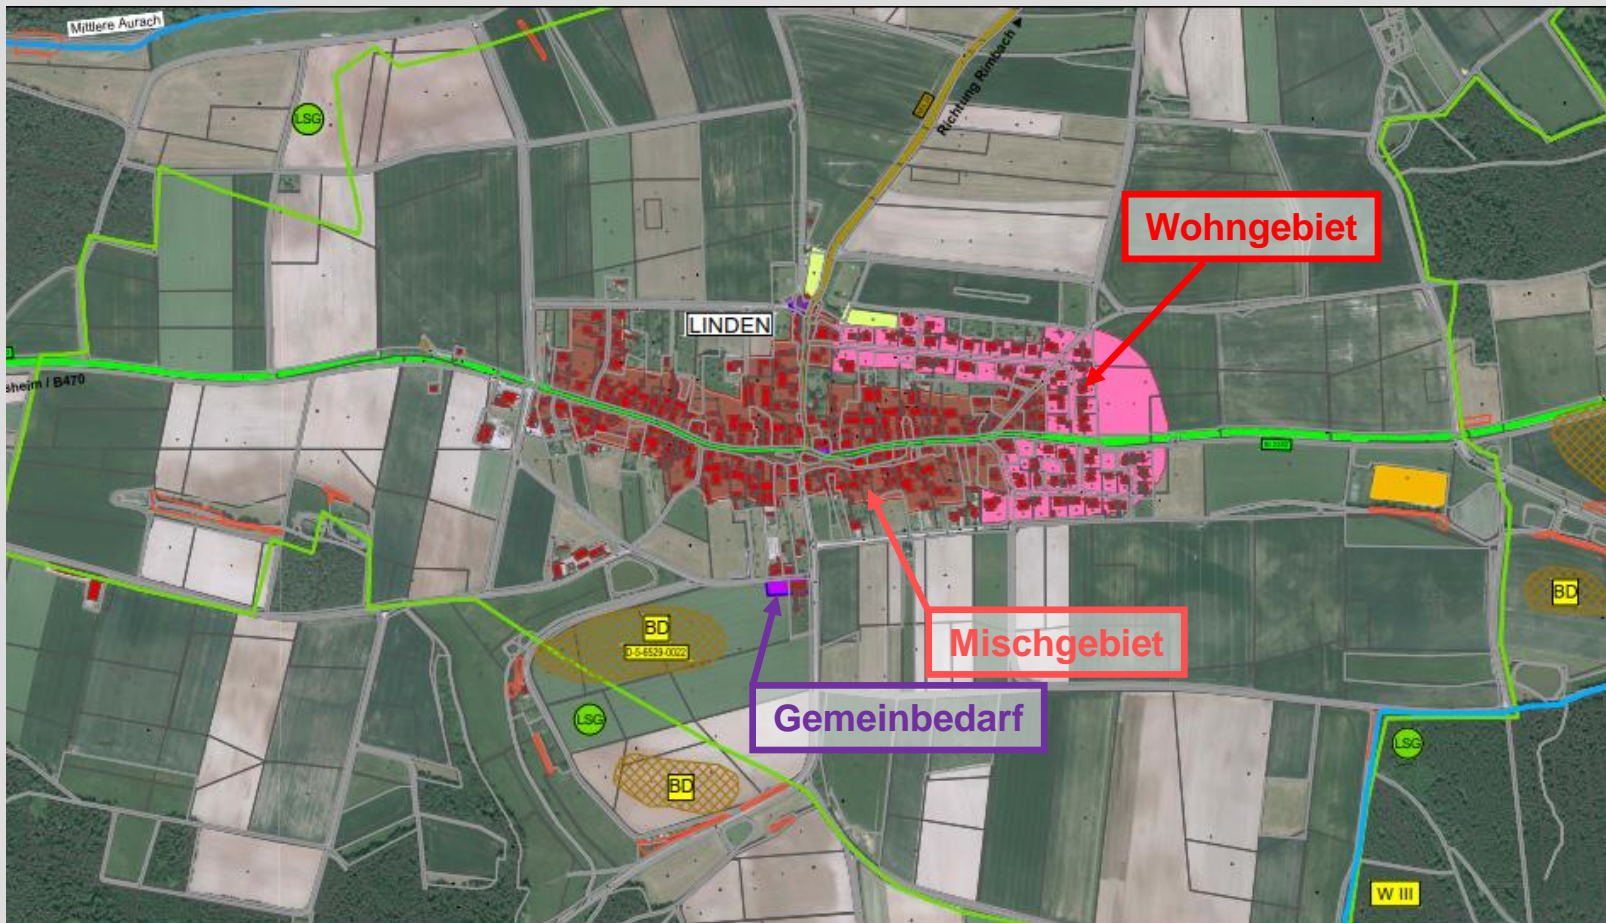 Mittlere Aurach
LSG
Richtung Rimbach
Wohngebiet
LINDEN
sheim / B470
BD
D-5-6529-0022
BD
Mischgebiet
LSG
Gemeinbedarf
LSG
BD
W III